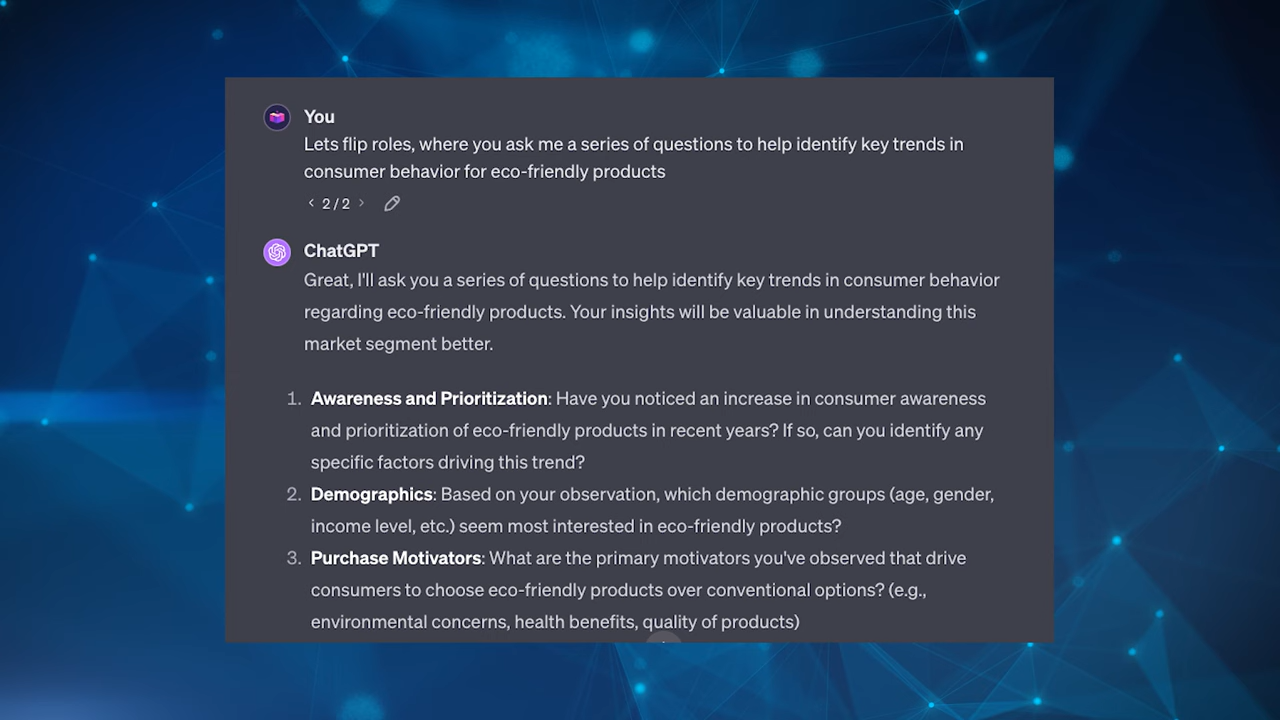 You
Lets flip roles, where you ask me a series of questions to help identify key trends in
consumer behavior for eco-friendly products
< 2 / 2 >
ChatGPT
Great, I'll ask you a series of questions to help identify key trends in consumer behavior
regarding eco-friendly products. Your insights will be valuable in understanding this
market segment better.
1. Awareness and Prioritization: Have you noticed an increase in consumer awareness
and prioritization of eco-friendly products in recent years? If so, can you identify any
specific factors driving this trend?
2. Demographics: Based on your observation, which demographic groups (age, gender,
income level, etc.) seem most interested in eco-friendly products?
3. Purchase Motivators: What are the primary motivators you've observed that drive
consumers to choose eco-friendly products over conventional options? (e.g.,
environmental concerns, health benefits, quality of products)